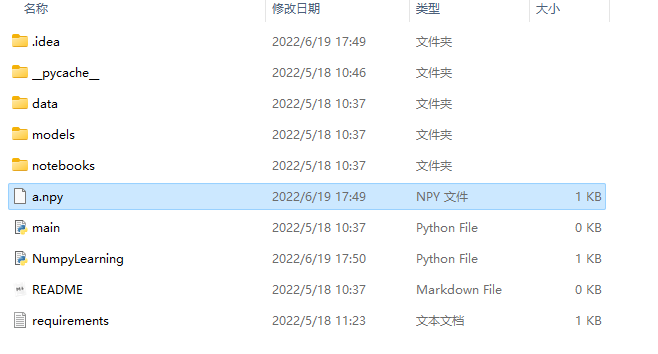 名称 修改日期 类型 大小
.idea 2022/6/19 17:49 文件夹
__pycache__ 2022/5/18 10:46 文件夹
data 2022/5/18 10:37 文件夹
models 2022/5/18 10:37 文件夹
notebooks 2022/5/18 10:37 文件夹
a.npy 2022/6/19 17:49 NPY 文件 1 KB
main 2022/5/18 10:37 Python File 0 KB
NumpyLearning 2022/6/19 17:50 Python File 1 KB
README 2022/5/18 10:37 Markdown File 0 KB
requirements 2022/5/18 11:23 文本文档 1 KB